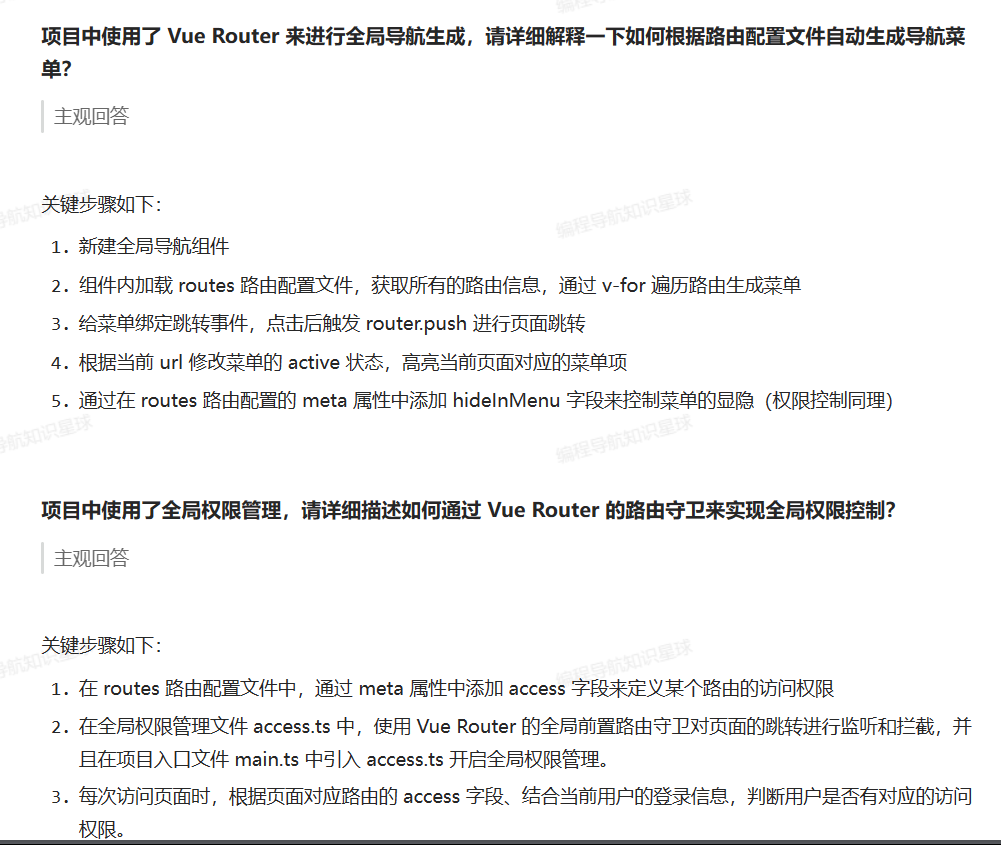 项目中使用了 Vue Router 来进行全局导航生成，请详细解释一下如何根据路由配置文件自动生成导航菜
单？
主观回答
关键步骤如下：
1. 新建全局导航组件
2. 组件内加载 routes 路由配置文件，获取所有的路由信息，通过 v-for 遍历路由生成菜单
3. 给菜单绑定跳转事件，点击后触发 router.push 进行页面跳转
4. 根据当前 url 修改菜单的 active 状态，高亮当前页面对应的菜单项
5. 通过在 routes 路由配置的 meta 属性中添加 hideInMenu 字段来控制菜单的显隐（权限控制同理）
项目中使用了全局权限管理，请详细描述如何通过 Vue Router 的路由守卫来实现全局权限控制？
主观回答
关键步骤如下：
1. 在 routes 路由配置文件中，通过 meta 属性中添加 access 字段来定义某个路由的访问权限
2. 在全局权限管理文件 access.ts 中，使用 Vue Router 的全局前置路由守卫对页面的跳转进行监听和拦截，并
且在项目入口文件 main.ts 中引入 access.ts 开启全局权限管理。
3. 每次访问页面时，根据页面对应路由的 access 字段、结合当前用户的登录信息，判断用户是否有对应的访问
权限。
编程导航知识星球
编程导航知识星球
编程导航知识星球
导航知识星球
导航知识星球